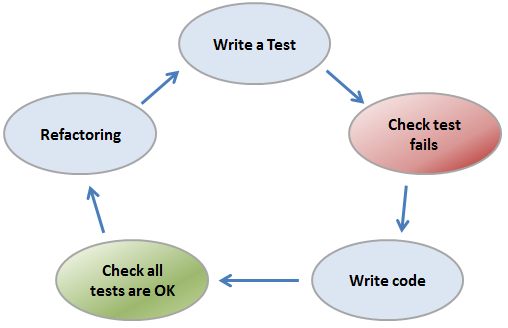 Write a Test
Check test
fails
Write code
Check all
tests are OK
Refactoring